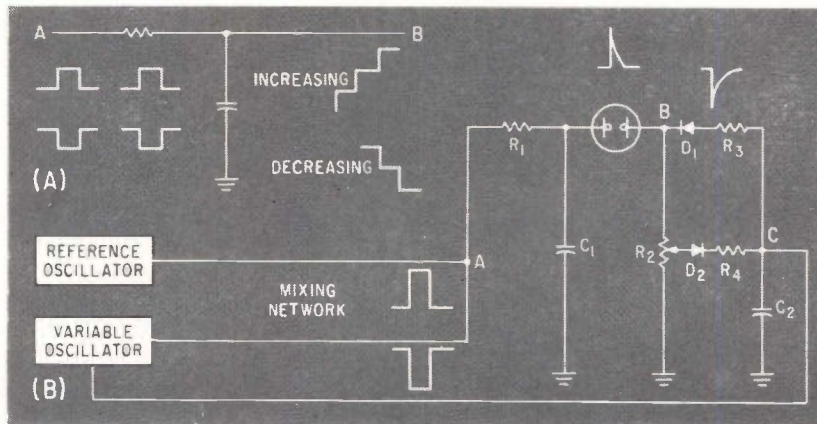 A
B
INCREASING
DECREASING
(A)
REFERENCE
OSCILLATOR
VARIABLE
OSCILLATOR
(B)
MIXING
NETWORK
A
R1
C1
B
D1
R3
R2
D2
R4
C
C2